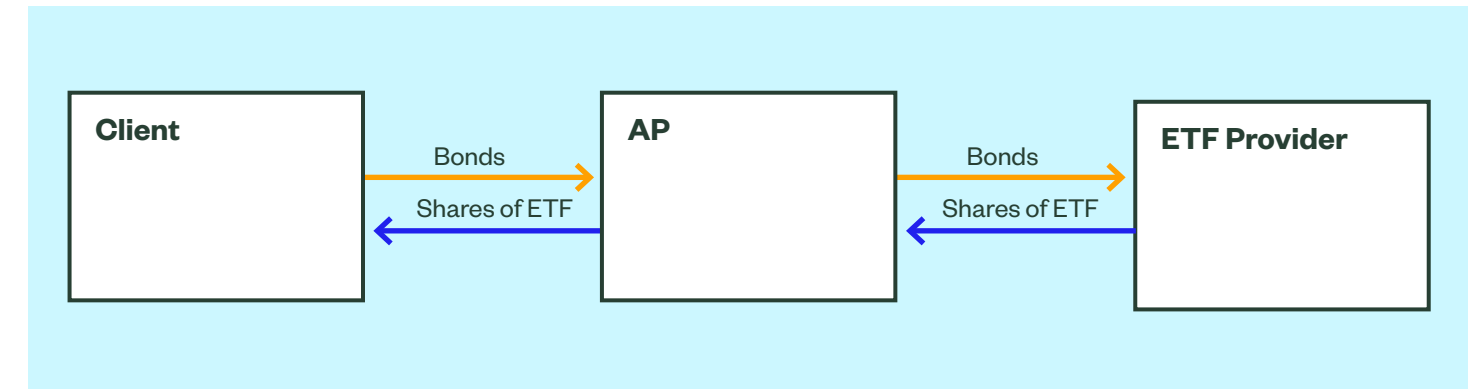 Client
Bonds
Shares of ETF
AP
Bonds
Shares of ETF
ETF Provider